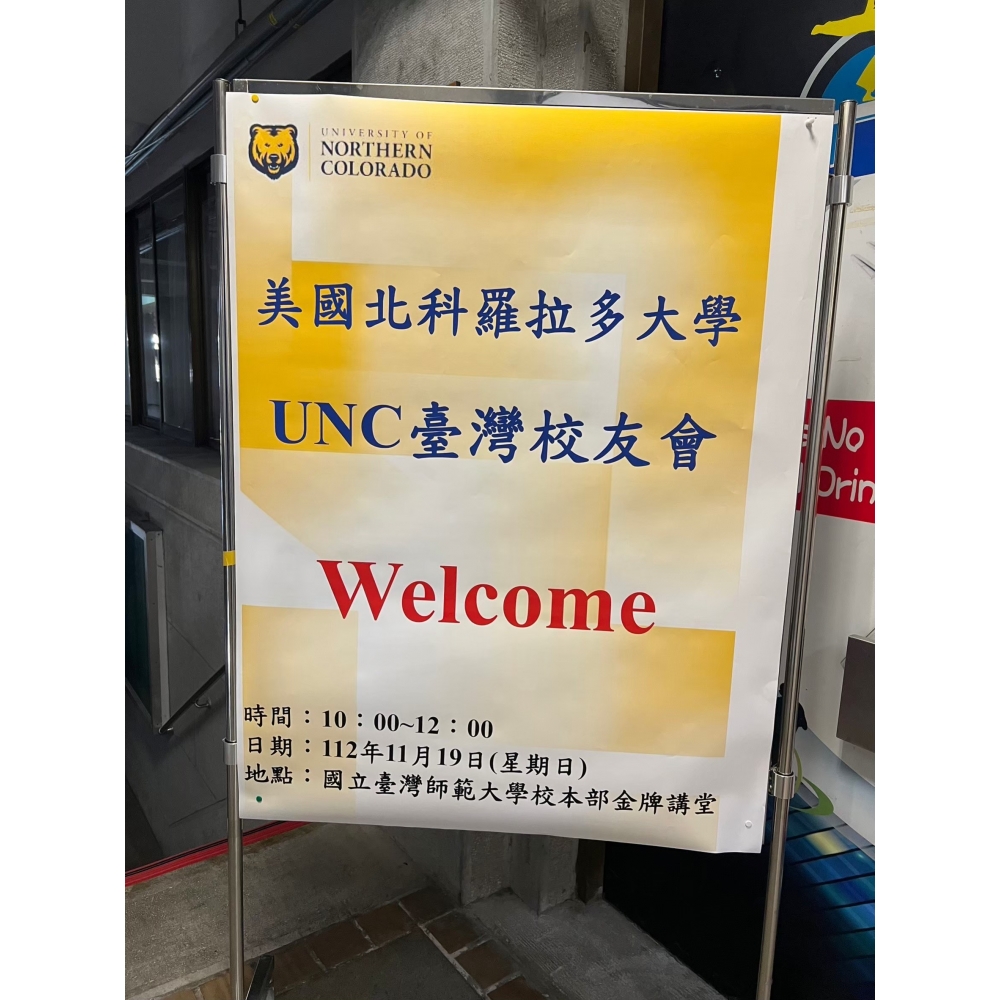 UNIVERSITY OF
NORTHERN
COLORADO
美國北科羅拉多大學
UNC臺灣校友會
Welcome
時間：10：00~12：00
日期：112年11月19日(星期日)
地點：國立臺灣師範大學校本部金牌講堂
No